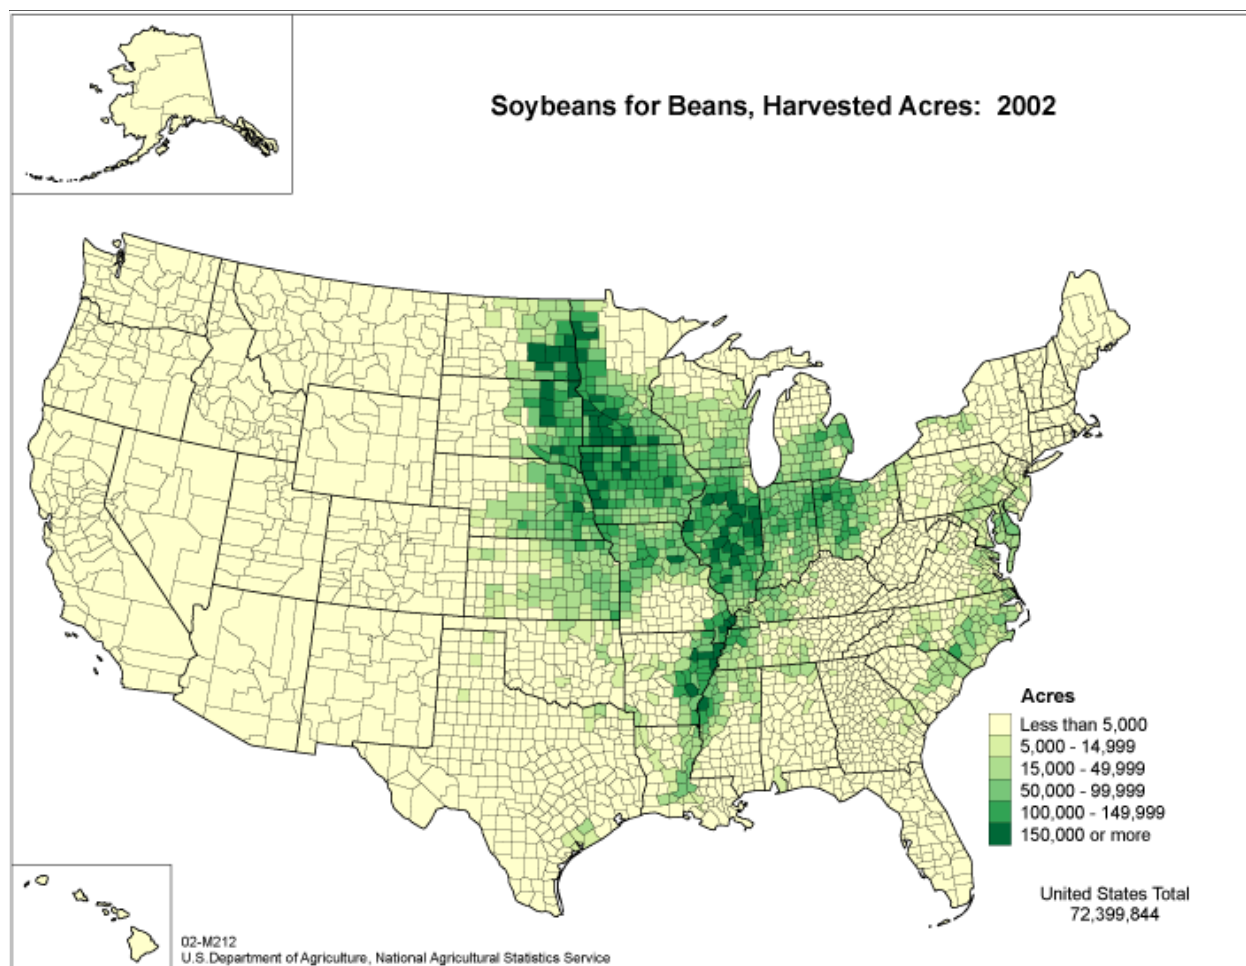 Soybeans for Beans, Harvested Acres: 2002
Acres
Less than 5,000
5,000 - 14,999
15,000 - 49,999
50,000 - 99,999
100,000 - 149,999
150,000 or more
United States Total
72,399,844
02-M212
U.S.Department of Agriculture, National Agricultural Statistics Service